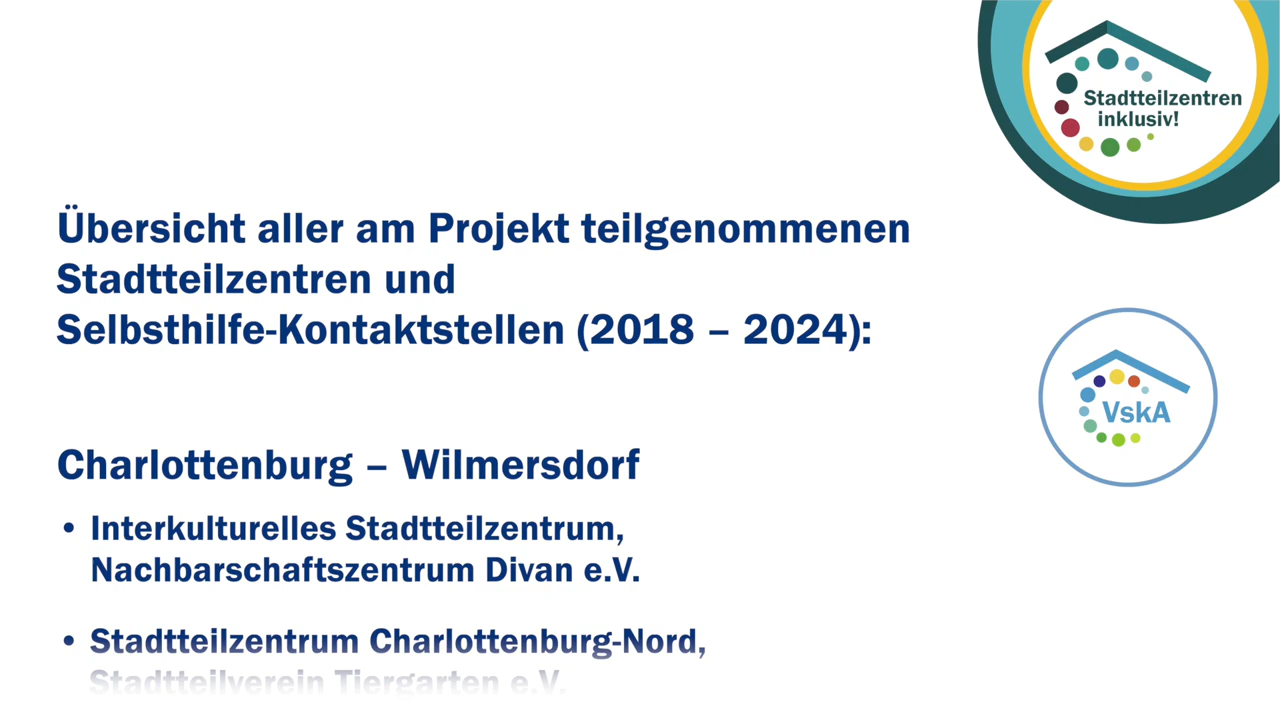 Stadtteilzentren
inklusiv!
Übersicht aller am Projekt teilgenommenen
Stadtteilzentren und
Selbsthilfe-Kontaktstellen (2018 – 2024):
VskA
Charlottenburg – Wilmersdorf
• Interkulturelles Stadtteilzentrum,
Nachbarschaftszentrum Divan e.V.
• Stadtteilzentrum Charlottenburg-Nord,
Stadtteilverein Tiergarten e.V.